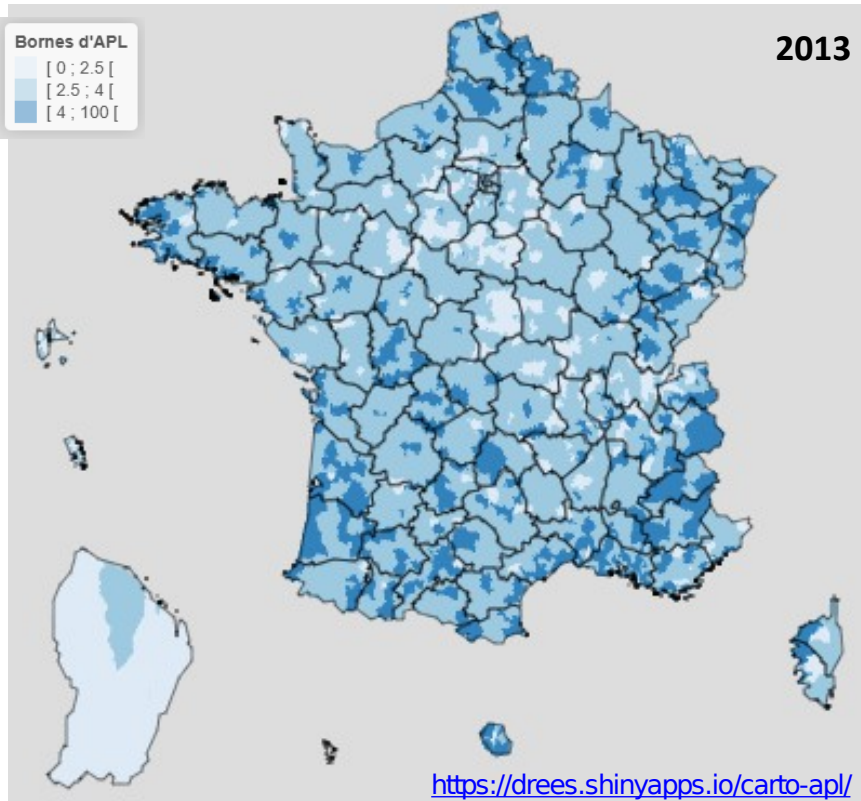 Bornes d'APL
[ 0 ; 2.5 [
[ 2.5 ; 4 [
[ 4 ; 100 [
2013
https://drees.shinyapps.io/carto-apl/